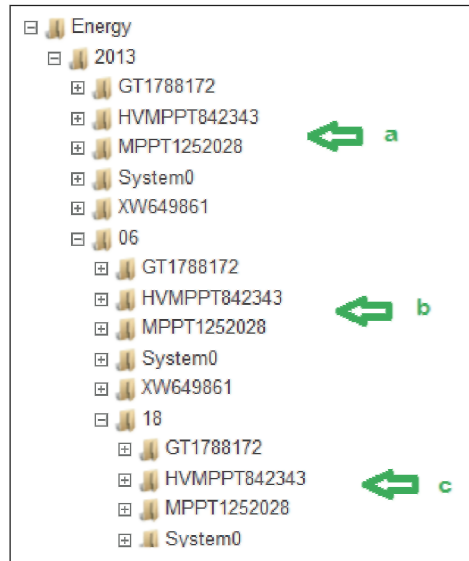 Energy
2013
GT1788172
HVMPPT842343
MPPT1252028
a
System0
XW649861
06
GT1788172
HVMPPT842343
b
MPPT1252028
System0
XW649861
18
GT1788172
HVMPPT842343
c
MPPT1252028
System0